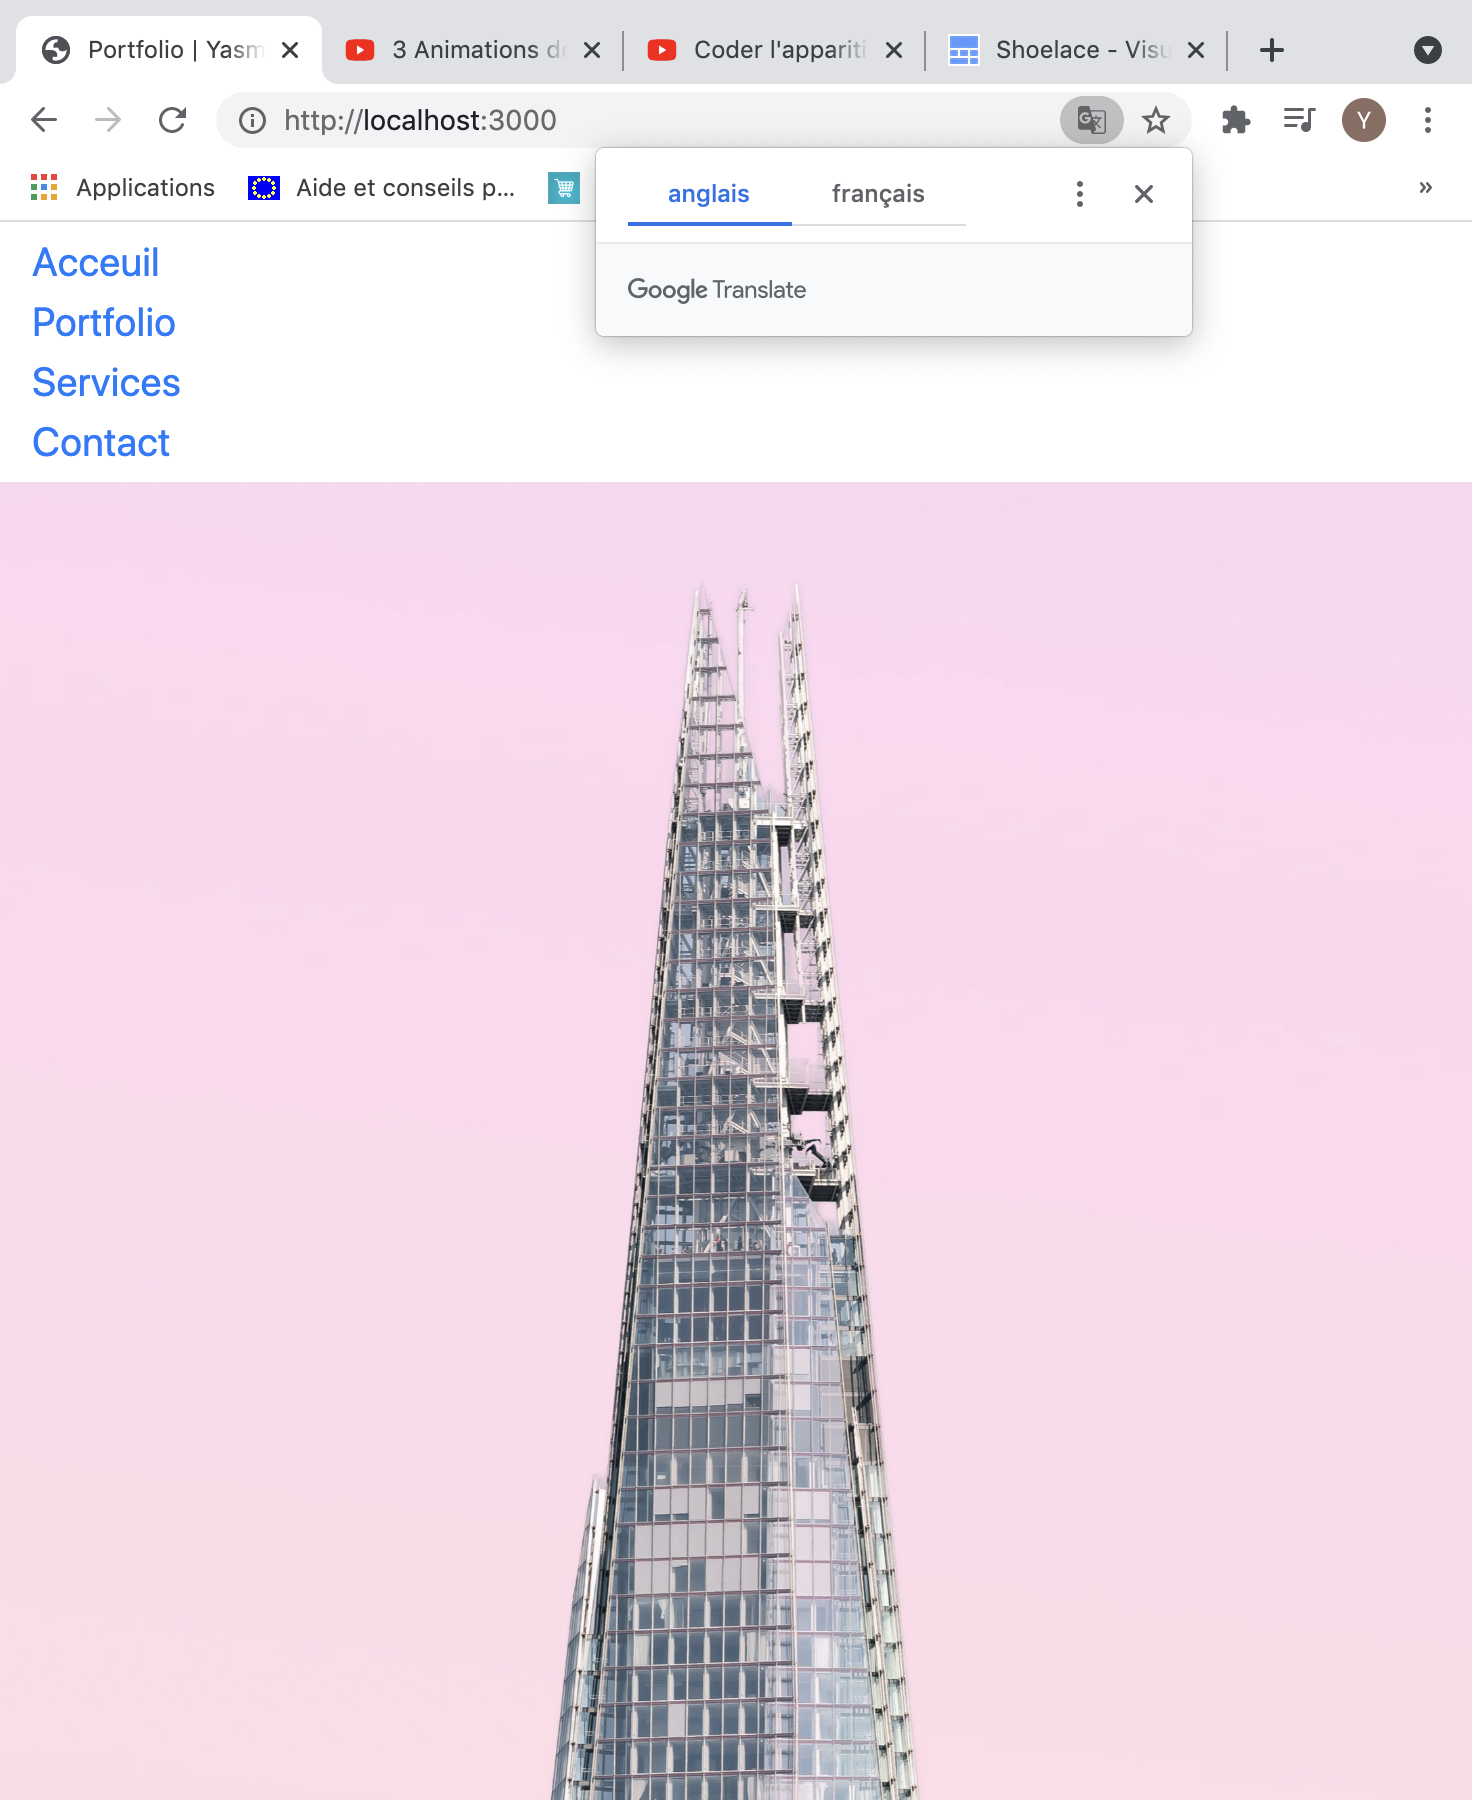 Portfolio | Yasm
3 Animations de
Coder l'appariti
Shoelace - Visu
http://localhost:3000
Y
Applications
Aide et conseils p...
»
anglais
français
Google Translate
Acceuil
Portfolio
Services
Contact